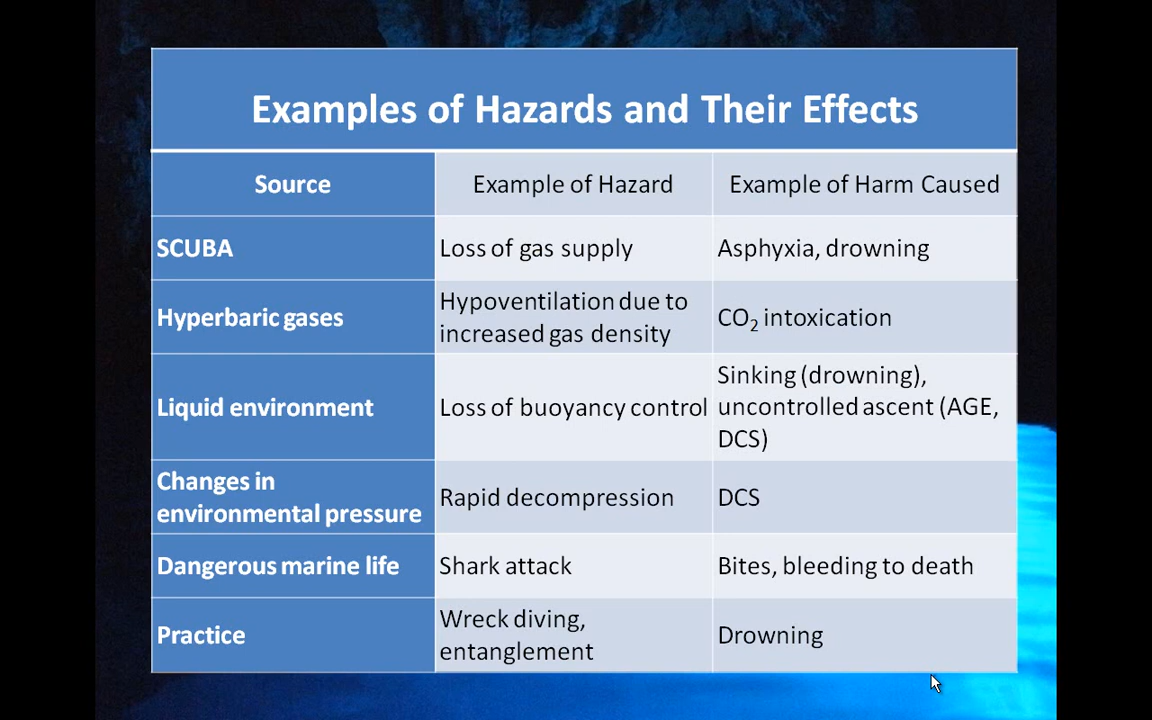 Examples of Hazards and Their Effects
Source
Example of Hazard
Example of Harm Caused
SCUBA
Loss of gas supply
Asphyxia, drowning
Hyperbaric gases
Hypoventilation due to
increased gas density
CO₂ intoxication
Liquid environment
Loss of buoyancy control
Sinking (drowning),
uncontrolled ascent (AGE,
DCS)
Changes in
environmental pressure
Rapid decompression
DCS
Dangerous marine life
Shark attack
Bites, bleeding to death
Practice
Wreck diving,
entanglement
Drowning